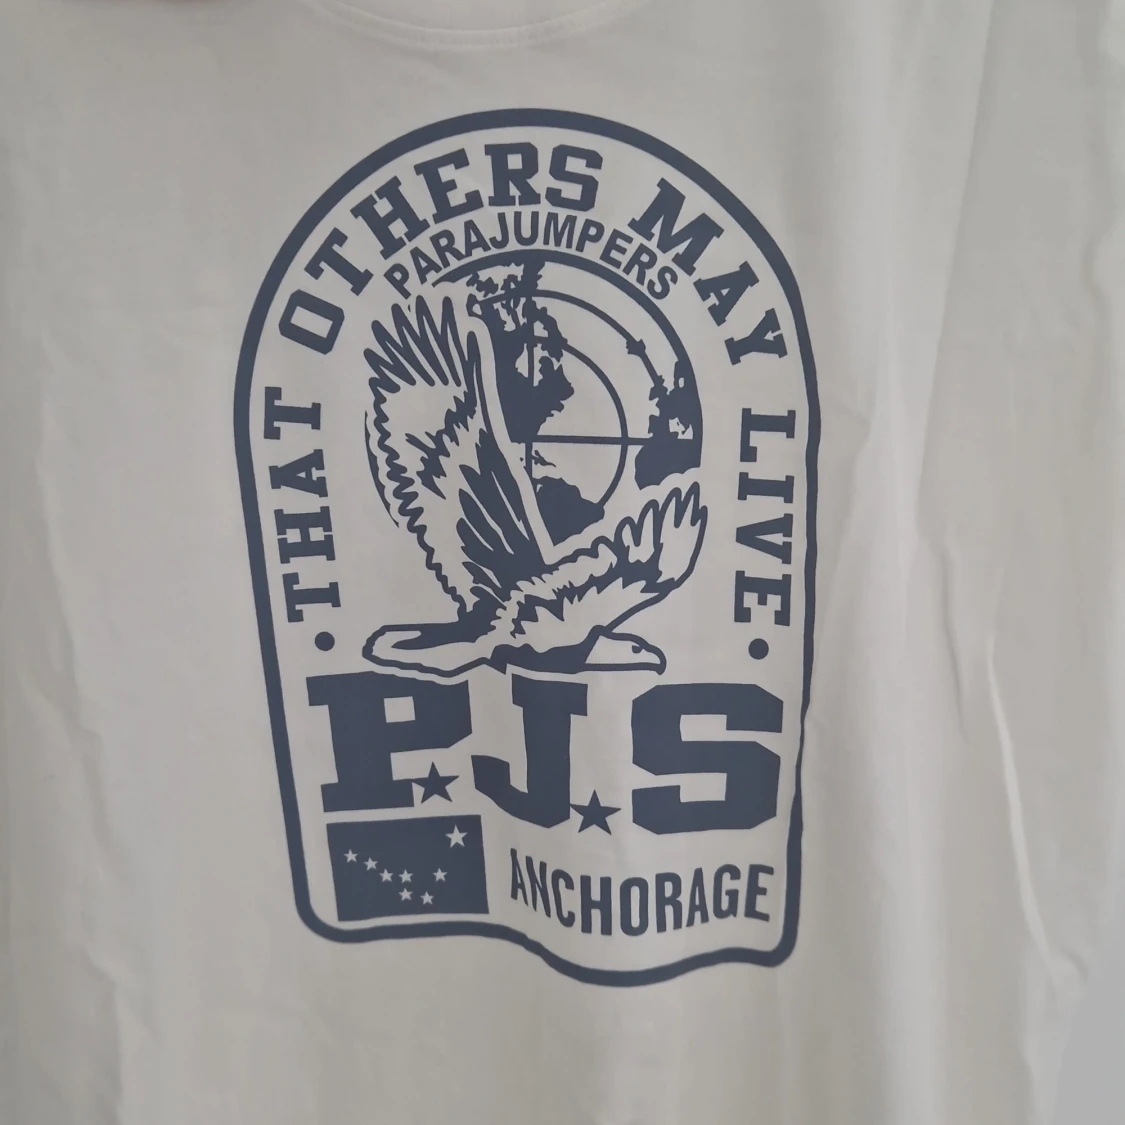 • THAT OTHERS MAY LIVE •
PARAJUMPERS
P.J.S
ANCHORAGE